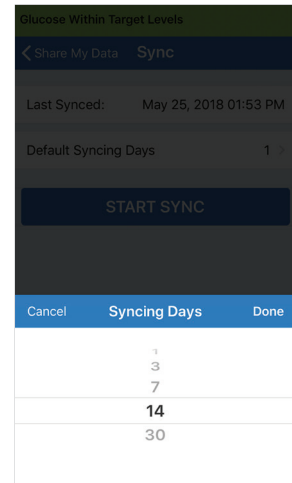 Glucose Within Target Levels
Share My Data Sync
Last Synced: May 25, 2018 01:53 PM
Default Syncing Days 1
START SYNC
Cancel Syncing Days Done
1
3
7
14
30